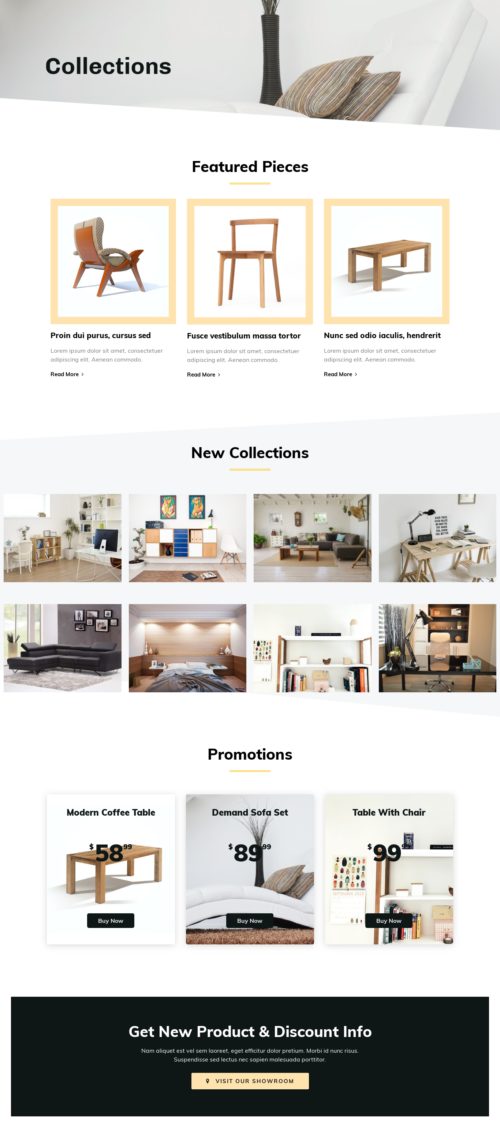 Collections
Featured Pieces
Proin dui purus, cursus sed
Lorem ipsum dolor sit amet, consectetuer
adipiscing elit. Aenean commodo.
Read More ›
Fusce vestibulum massa tortor
Lorem ipsum dolor sit amet, consectetuer
adipiscing elit. Aenean commodo.
Read More ›
Nunc sed odio iaculis, hendrerit
Lorem ipsum dolor sit amet, consectetuer
adipiscing elit. Aenean commodo.
Read More ›
New Collections
Promotions
Modern Coffee Table
$58.99
Buy Now
Demand Sofa Set
$89.99
Buy Now
Table With Chair
$99.99
Buy Now
Get New Product & Discount Info
Nam aliquet est vel sem laoreet, eget efficitur dolor pretium. Morbi id nunc risus.
Suspendisse sed lectus nec sapien malesuada porttitor.
VISIT OUR SHOWROOM